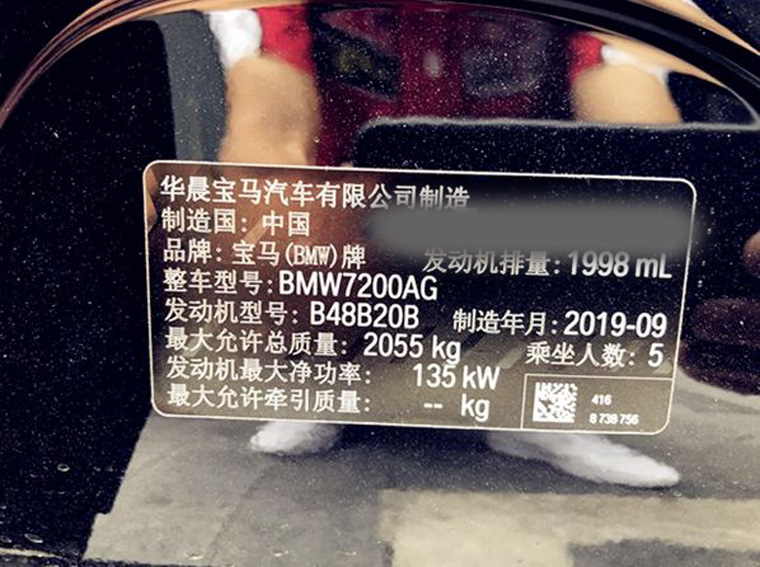 华晨宝马汽车有限公司制造
制造国：中国
品牌：宝马(BMW)牌 发动机排量：1998 mL
整车型号：BMW7200AG
发动机型号：B48B20B 制造年月：2019-09
最大允许总质量：2055 kg 乘坐人数：5
发动机最大净功率：135 kW
最大允许牵引质量：-- kg
416
8 738 756